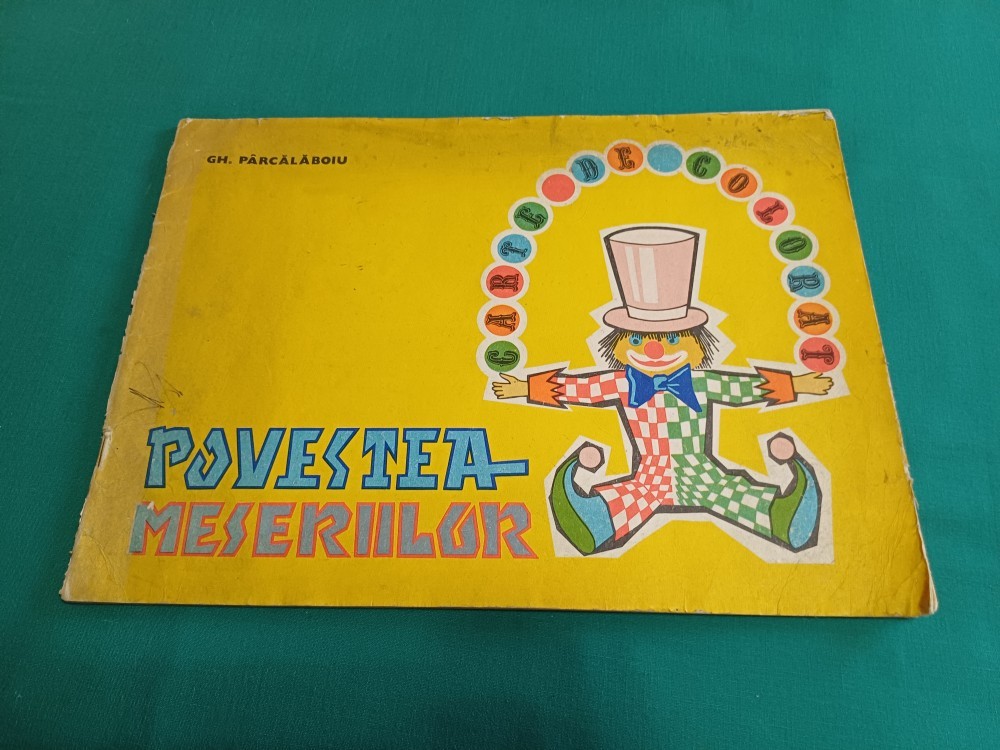 GH. PÂRCĂLĂBOIU
CARTE DE COLORAT
POVESTEA
MESERIILOR